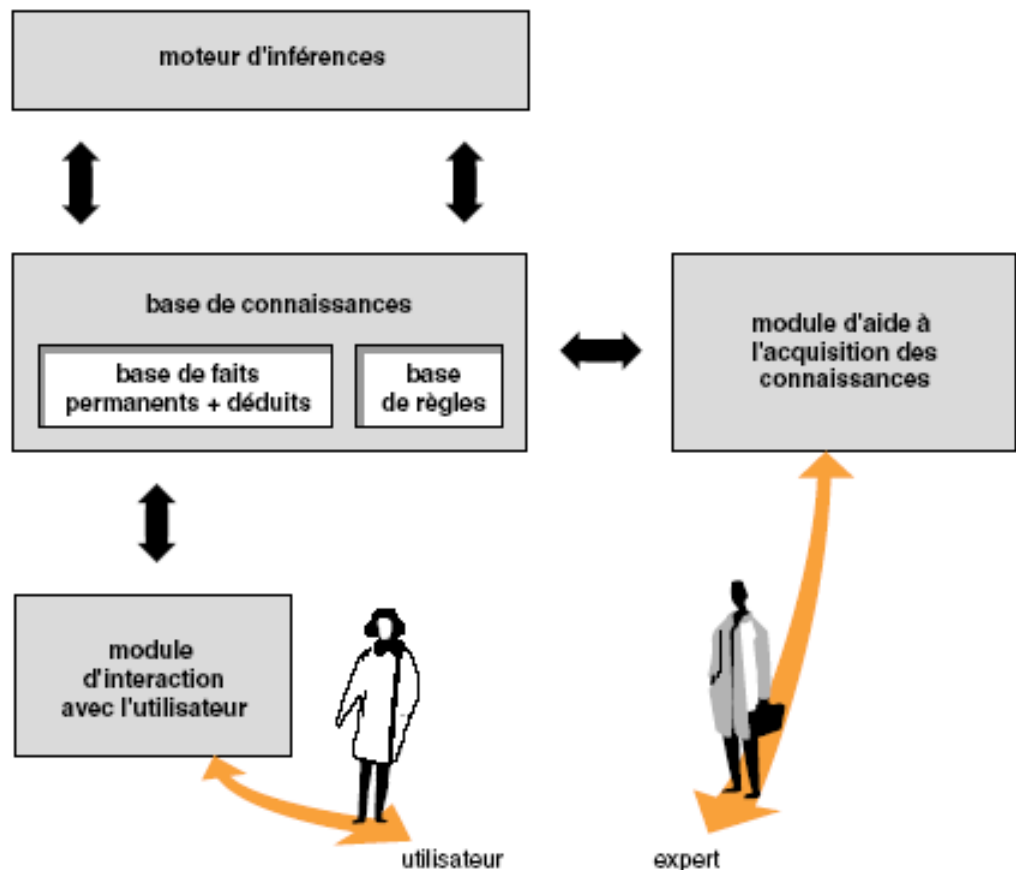 moteur d'inférences
base de connaissances
base de faits
permanents + déduits
base
de règles
module d'aide à
l'acquisition des
connaissances
module
d'interaction
avec l'utilisateur
utilisateur
expert